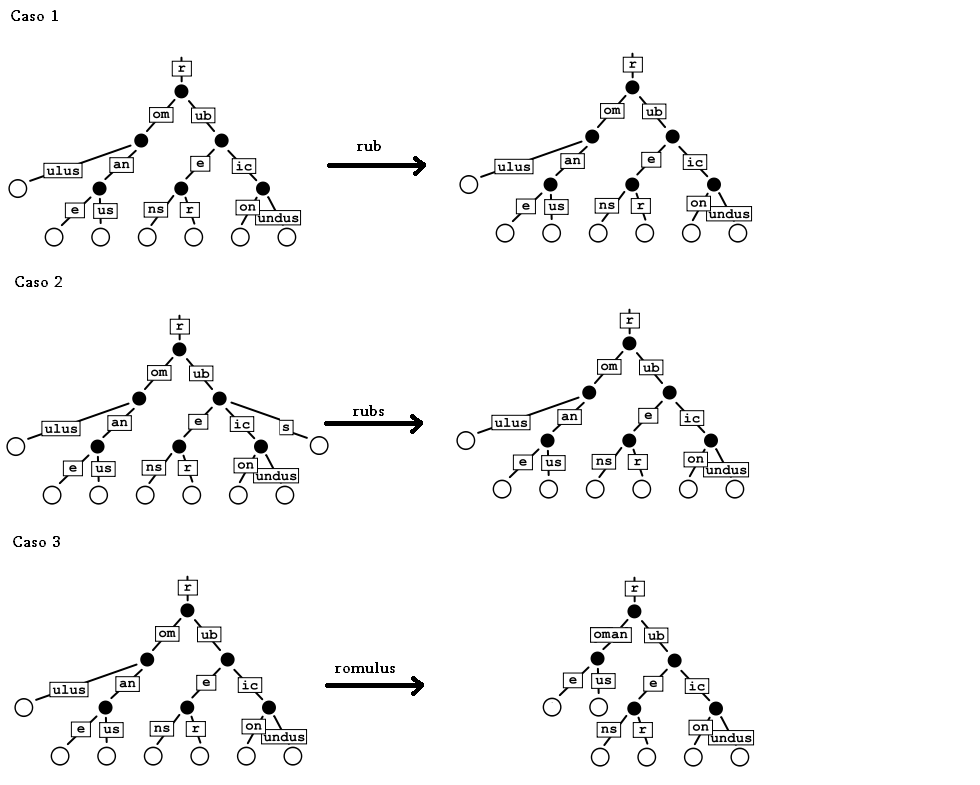 Caso 1
r r
om ub rub om ub
ulus an e ic ulus an e ic
e us ns r on undus e us ns r on undus
Caso 2
r r
om ub om ub
ulus an e ic s rubs ulus an e ic
e us ns r on undus e us ns r on undus
Caso 3
r r
om ub oman ub
ulus an e ic romulus e us e ic
e us ns r on undus ns r on undus